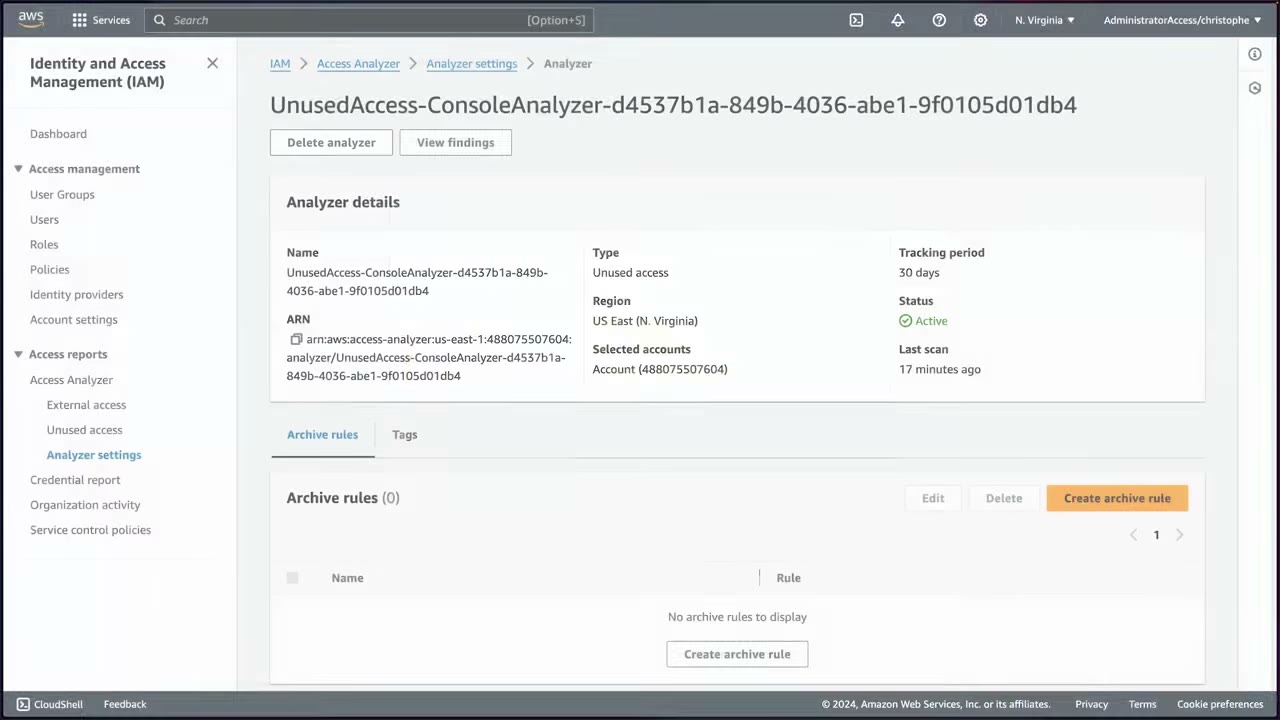 aws
Services
Search
[Option+S]
N. Virginia
AdministratorAccess/christophe
Identity and Access
Management (IAM)
Dashboard
Access management
User Groups
Users
Roles
Policies
Identity providers
Account settings
Access reports
Access Analyzer
External access
Unused access
Analyzer settings
Credential report
Organization activity
Service control policies
IAM
Access Analyzer
Analyzer settings
Analyzer
UnusedAccess-ConsoleAnalyzer-d4537b1a-849b-4036-abe1-9f0105d01db4
Delete analyzer
View findings
Analyzer details
Name
UnusedAccess-ConsoleAnalyzer-d4537b1a-849b-
4036-abe1-9f0105d01db4
ARN
arn:aws:access-analyzer:us-east-1:488075507604:
analyzer/UnusedAccess-ConsoleAnalyzer-d4537b1a-
849b-4036-abe1-9f0105d01db4
Type
Unused access
Region
US East (N. Virginia)
Selected accounts
Account (488075507604)
Tracking period
30 days
Status
Active
Last scan
17 minutes ago
Archive rules
Tags
Archive rules (0)
Edit
Delete
Create archive rule
1
Name
Rule
No archive rules to display
Create archive rule
CloudShell
Feedback
© 2024, Amazon Web Services, Inc. or its affiliates.
Privacy
Terms
Cookie preferences